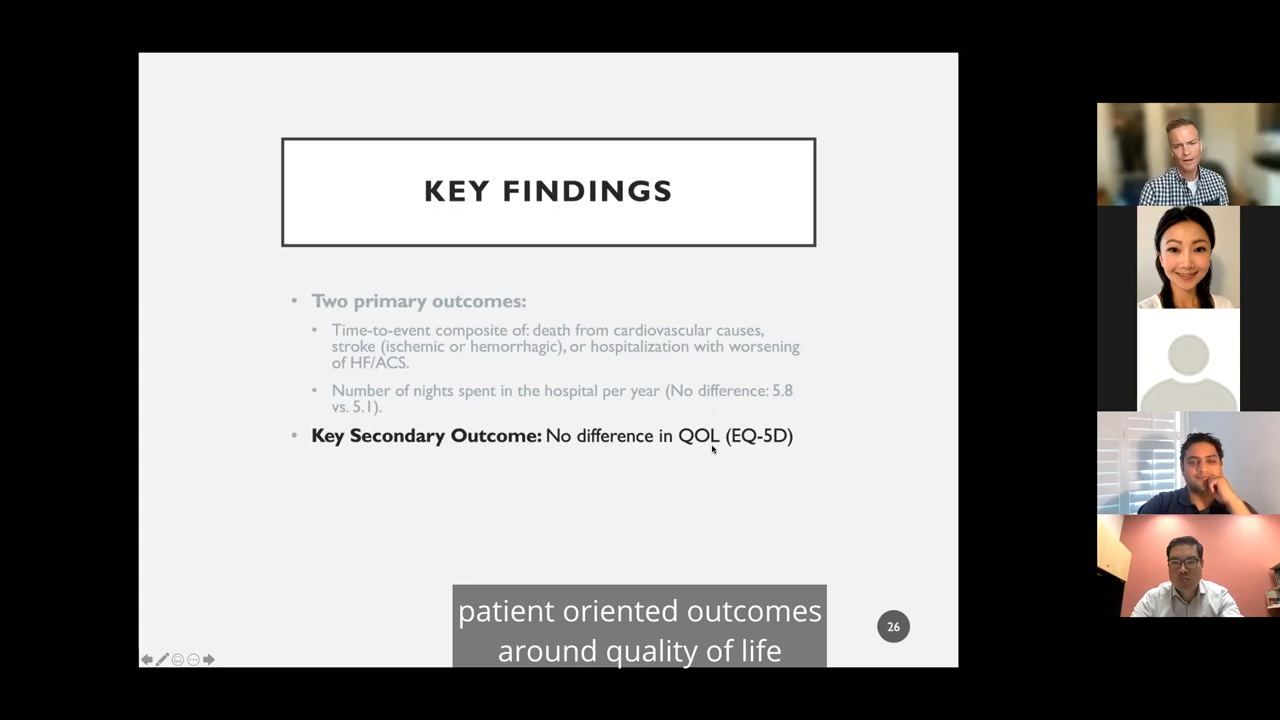 KEY FINDINGS
• Two primary outcomes:
• Time-to-event composite of: death from cardiovascular causes,
stroke (ischemic or hemorrhagic), or hospitalization with worsening
of HF/ACS.
• Number of nights spent in the hospital per year (No difference: 5.8
vs. 5.1).
• Key Secondary Outcome: No difference in QOL (EQ-5D)
patient oriented outcomes
around quality of life
26